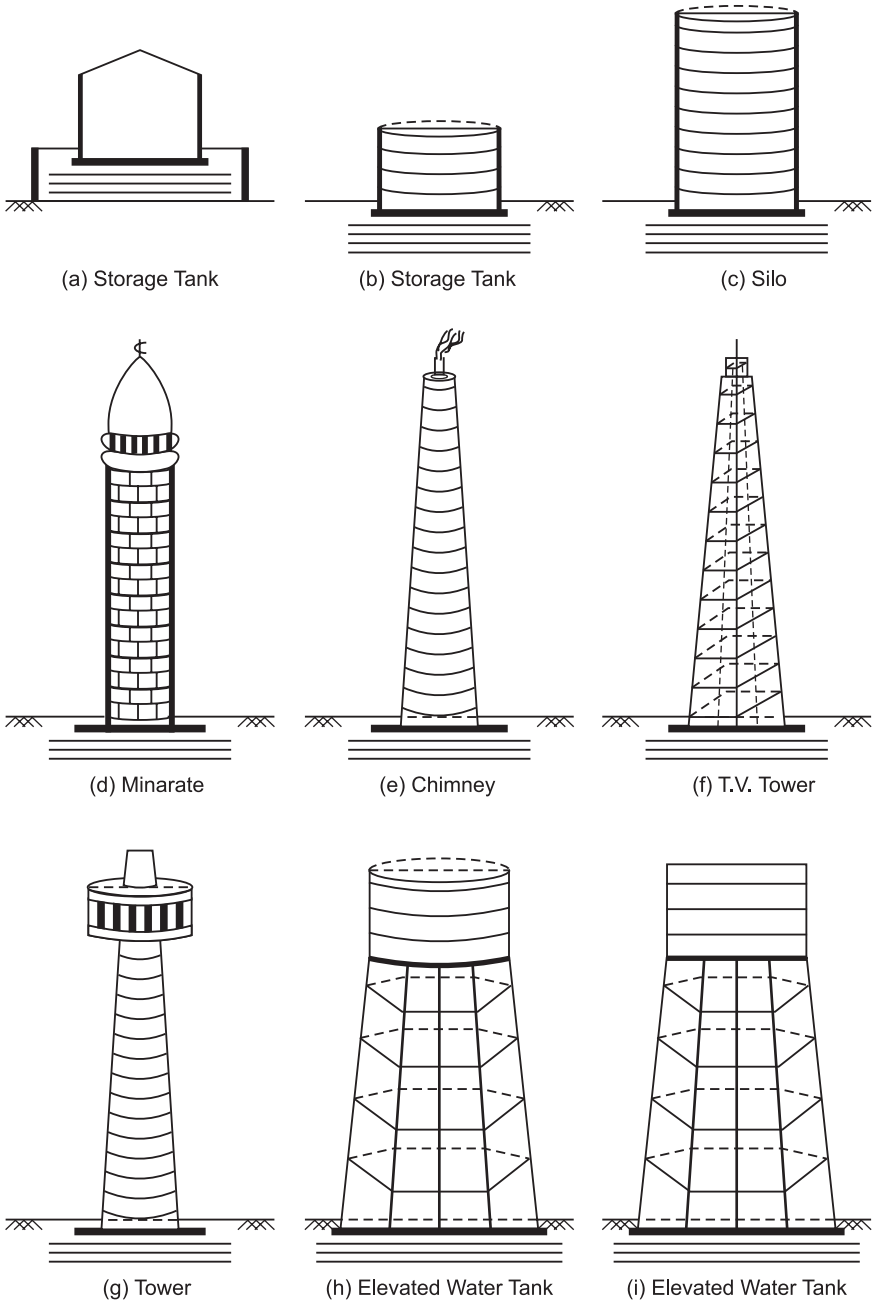 (a) Storage Tank
(b) Storage Tank
(c) Silo
(d) Minarate
(e) Chimney
(f) T.V. Tower
(g) Tower
(h) Elevated Water Tank
(i) Elevated Water Tank